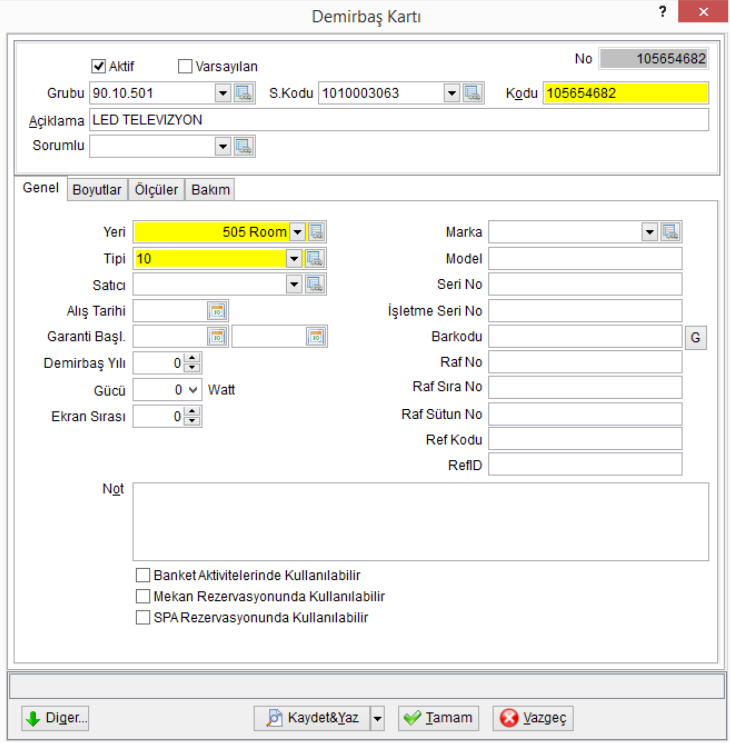 Demirbaş Kartı ? ×
Aktif Varsayılan No 105654682
Grubu 90.10.501 S.Kodu 1010003063 Kodu 105654682
Açiklama LED TELEVIZYON
Sorumlu
Genel Boyutlar Ölçüler Bakım
Yeri 505 Room Marka
Tipi 10 Model
Satıcı Seri No
Alış Tarihi İşletme Seri No
Garanti Başl. Barkodu G
Demirbaş Yılı 0 Raf No
Gücü 0 Watt Raf Sıra No
Ekran Sırası 0 Raf Sütun No
Ref Kodu
RefID
Not
Banket Aktivitelerinde Kullanılabilir
Mekan Rezervasyonunda Kullanılabilir
SPA Rezervasyonunda Kullanılabilir
Diger... Kaydet&Yaz Tamam Vazgeç